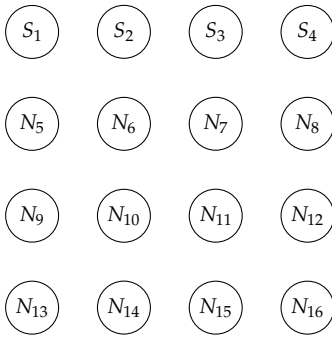 S₁ S₂ S₃ S₄
N₅ N₆ N₇ N₈
N₉ N₁₀ N₁₁ N₁₂
N₁₃ N₁₄ N₁₅ N₁₆